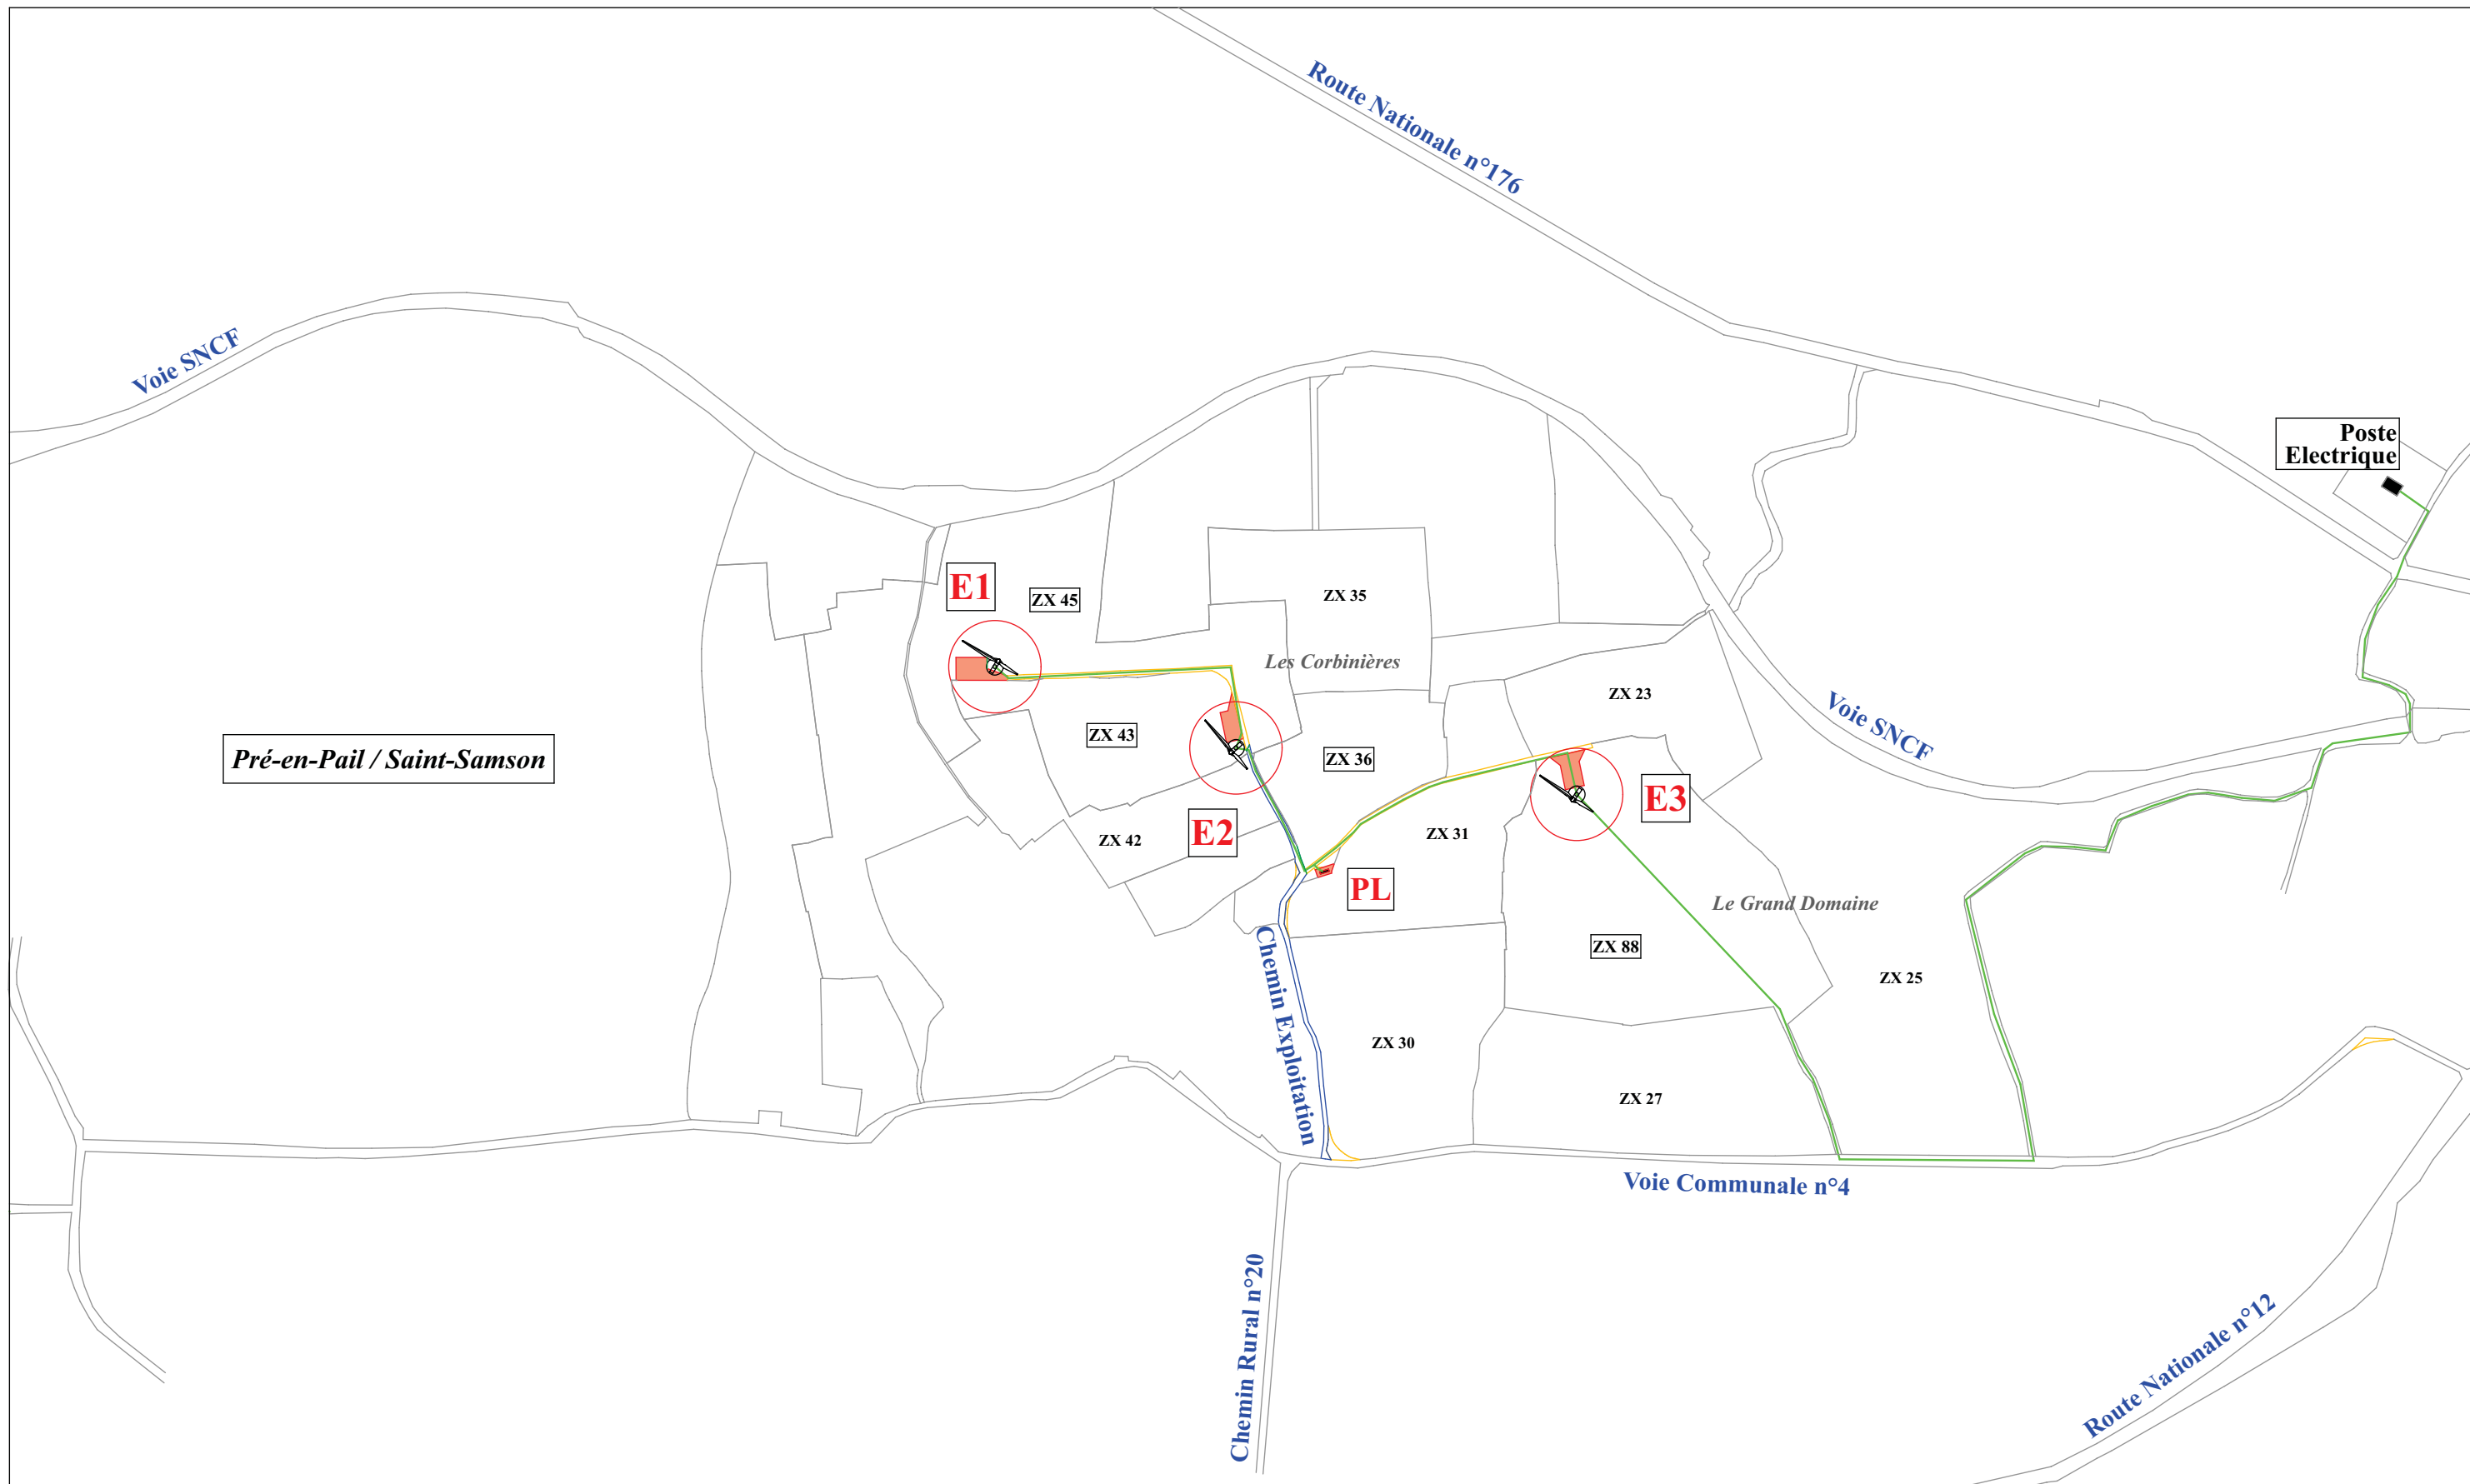 Route Nationale n°176
Voie SNCF
Poste
Electrique
E1
ZX 45
ZX 35
Les Corbinières
ZX 23
Voie SNCF
Pré-en-Pail / Saint-Samson
ZX 43
ZX 36
E3
E2
ZX 42
ZX 31
PL
Le Grand Domaine
ZX 88
ZX 25
Chemin Exploitation
ZX 30
ZX 27
Voie Communale n°4
Chemin Rural n°20
Route Nationale n°12